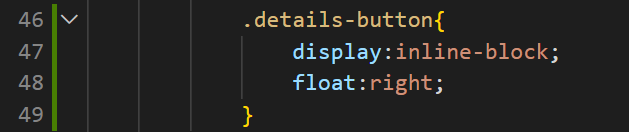 46 .details-button{
47 display:inline-block;
48 float:right;
49 }